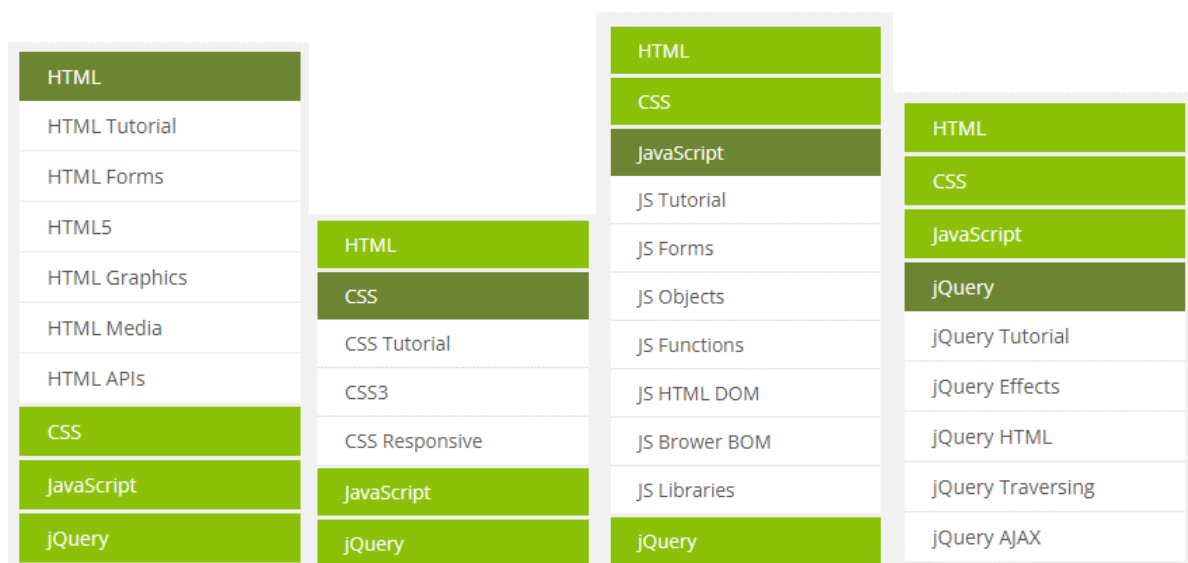 HTML
HTML Tutorial
HTML Forms
HTML5
HTML Graphics
HTML Media
HTML APIs
CSS
JavaScript
jQuery
HTML
CSS
CSS Tutorial
CSS3
CSS Responsive
JavaScript
jQuery
HTML
CSS
JavaScript
JS Tutorial
JS Forms
JS Objects
JS Functions
JS HTML DOM
JS Brower BOM
JS Libraries
jQuery
HTML
CSS
JavaScript
jQuery
jQuery Tutorial
jQuery Effects
jQuery HTML
jQuery Traversing
jQuery AJAX